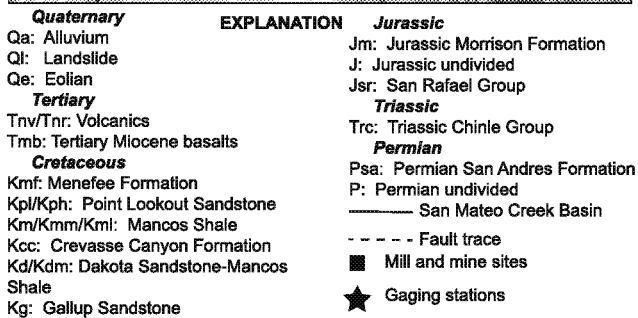 EXPLANATION
Quaternary
Qa: Alluvium
Ql: Landslide
Qe: Eolian
Tertiary
Tnv/Tnr: Volcanics
Tmb: Tertiary Miocene basalts
Cretaceous
Kmf: Menefee Formation
Kpl/Kph: Point Lookout Sandstone
Km/Kmm/Kml: Mancos Shale
Kcc: Crevasse Canyon Formation
Kd/Kdm: Dakota Sandstone-Mancos
Shale
Kg: Gallup Sandstone
Jurassic
Jm: Jurassic Morrison Formation
J: Jurassic undivided
Jsr: San Rafael Group
Triassic
Trc: Triassic Chinle Group
Permian
Psa: Permian San Andres Formation
P: Permian undivided
San Mateo Creek Basin
Fault trace
Mill and mine sites
Gaging stations